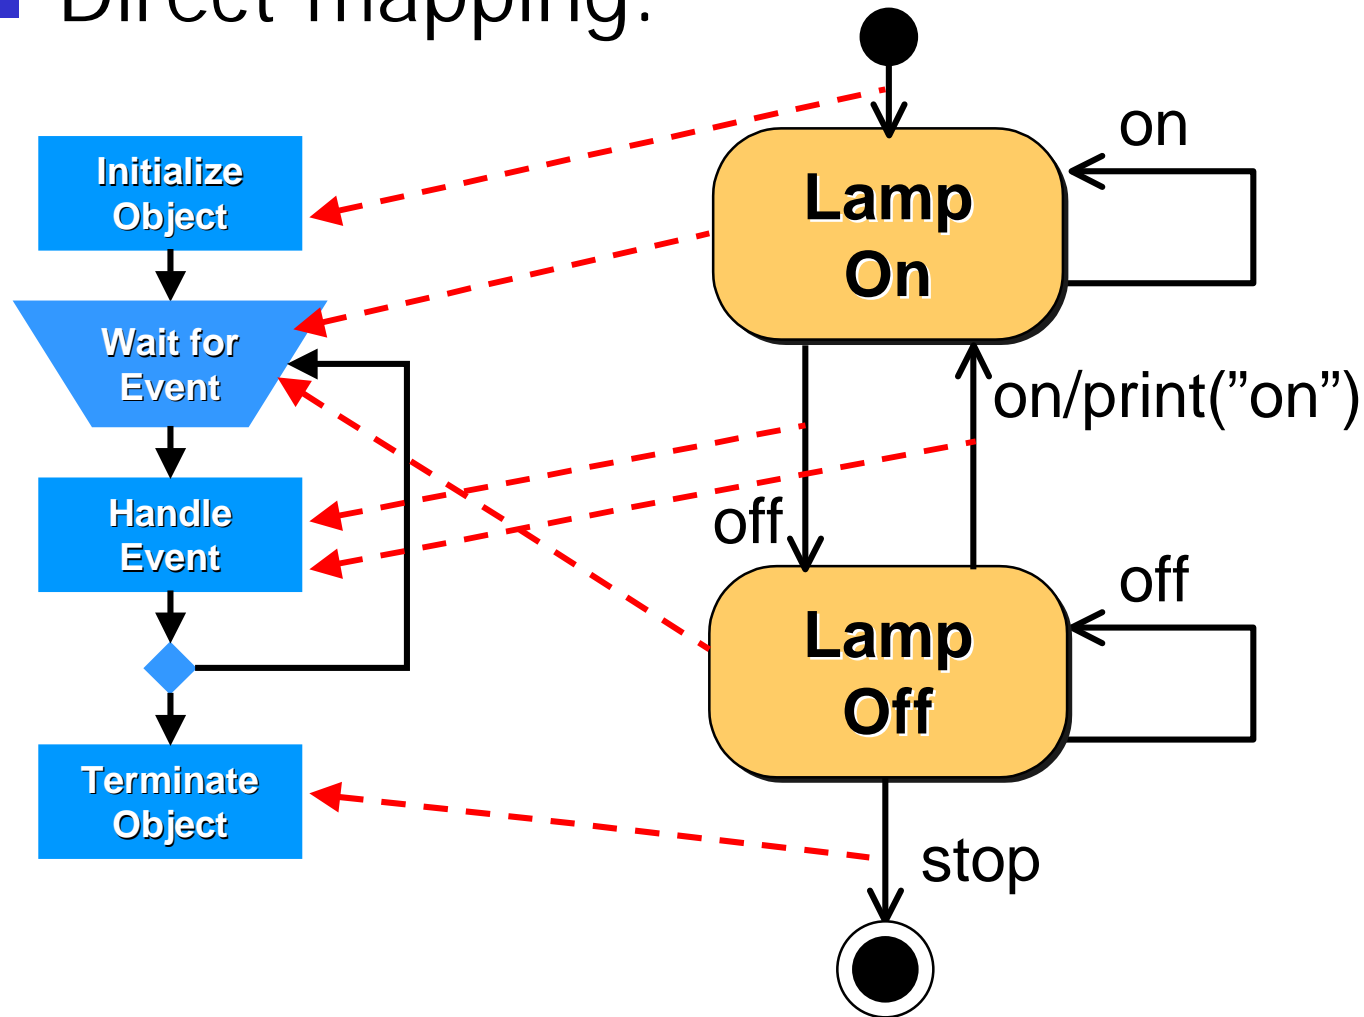 Direct mapping:
Initialize
Object
Wait for
Event
Handle
Event
Terminate
Object
Lamp
On
on
on/print(”on”)
off
Lamp
Off
off
stop